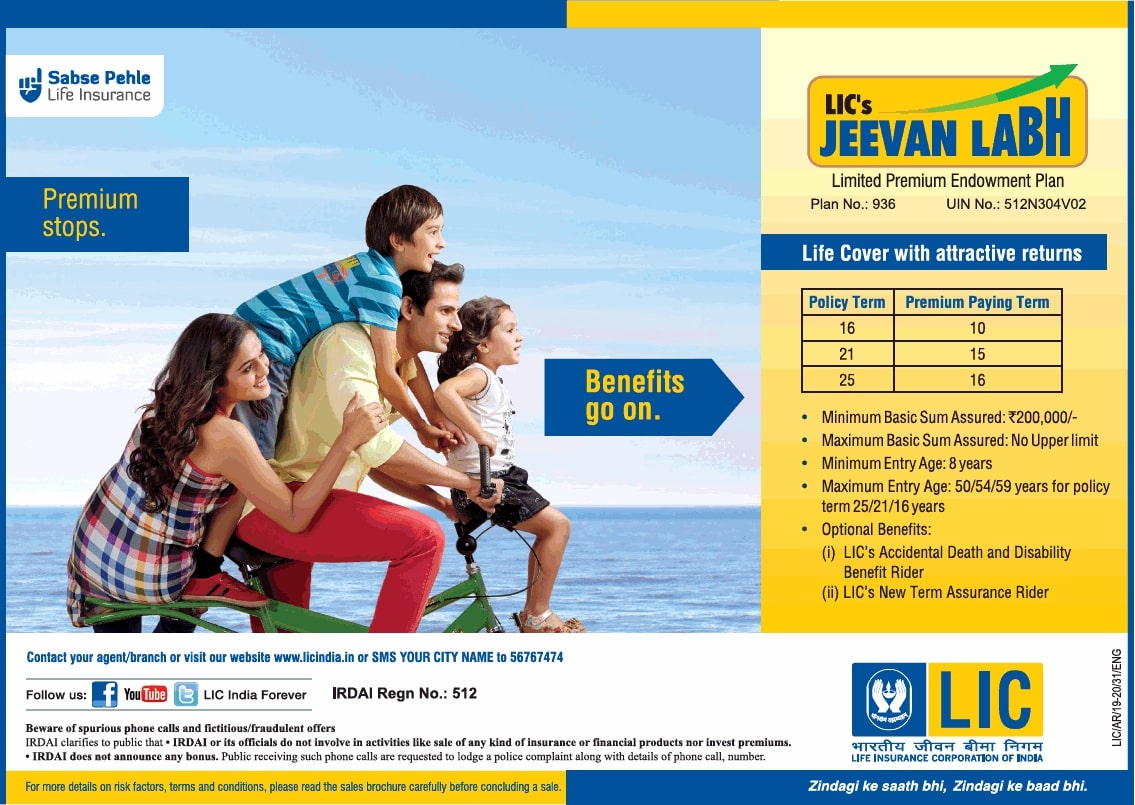 Sabse Pehle
Life Insurance
Premium
stops.
Benefits
go on.
LIC's
JEEVAN LABH
Limited Premium Endowment Plan
Plan No.: 936 UIN No.: 512N304V02
Life Cover with attractive returns
Policy Term Premium Paying Term
16 10
21 15
25 16
• Minimum Basic Sum Assured: ₹200,000/-
• Maximum Basic Sum Assured: No Upper limit
• Minimum Entry Age: 8 years
• Maximum Entry Age: 50/54/59 years for policy
term 25/21/16 years
• Optional Benefits:
(i) LIC's Accidental Death and Disability
Benefit Rider
(ii) LIC's New Term Assurance Rider
Contact your agent/branch or visit our website www.licindia.in or SMS YOUR CITY NAME to 56767474
Follow us: f YouTube t LIC India Forever IRDAI Regn No.: 512
Beware of spurious phone calls and fictitious/fraudulent offers
IRDAI clarifies to public that • IRDAI or its officials do not involve in activities like sale of any kind of insurance or financial products nor invest premiums.
• IRDAI does not announce any bonus. Public receiving such phone calls are requested to lodge a police complaint along with details of phone call, number.
LIC
भारतीय जीवन बीमा निगम
LIFE INSURANCE CORPORATION OF INDIA
LIC/AR/19-20/31/ENG
For more details on risk factors, terms and conditions, please read the sales brochure carefully before concluding a sale.
Zindagi ke saath bhi, Zindagi ke baad bhi.